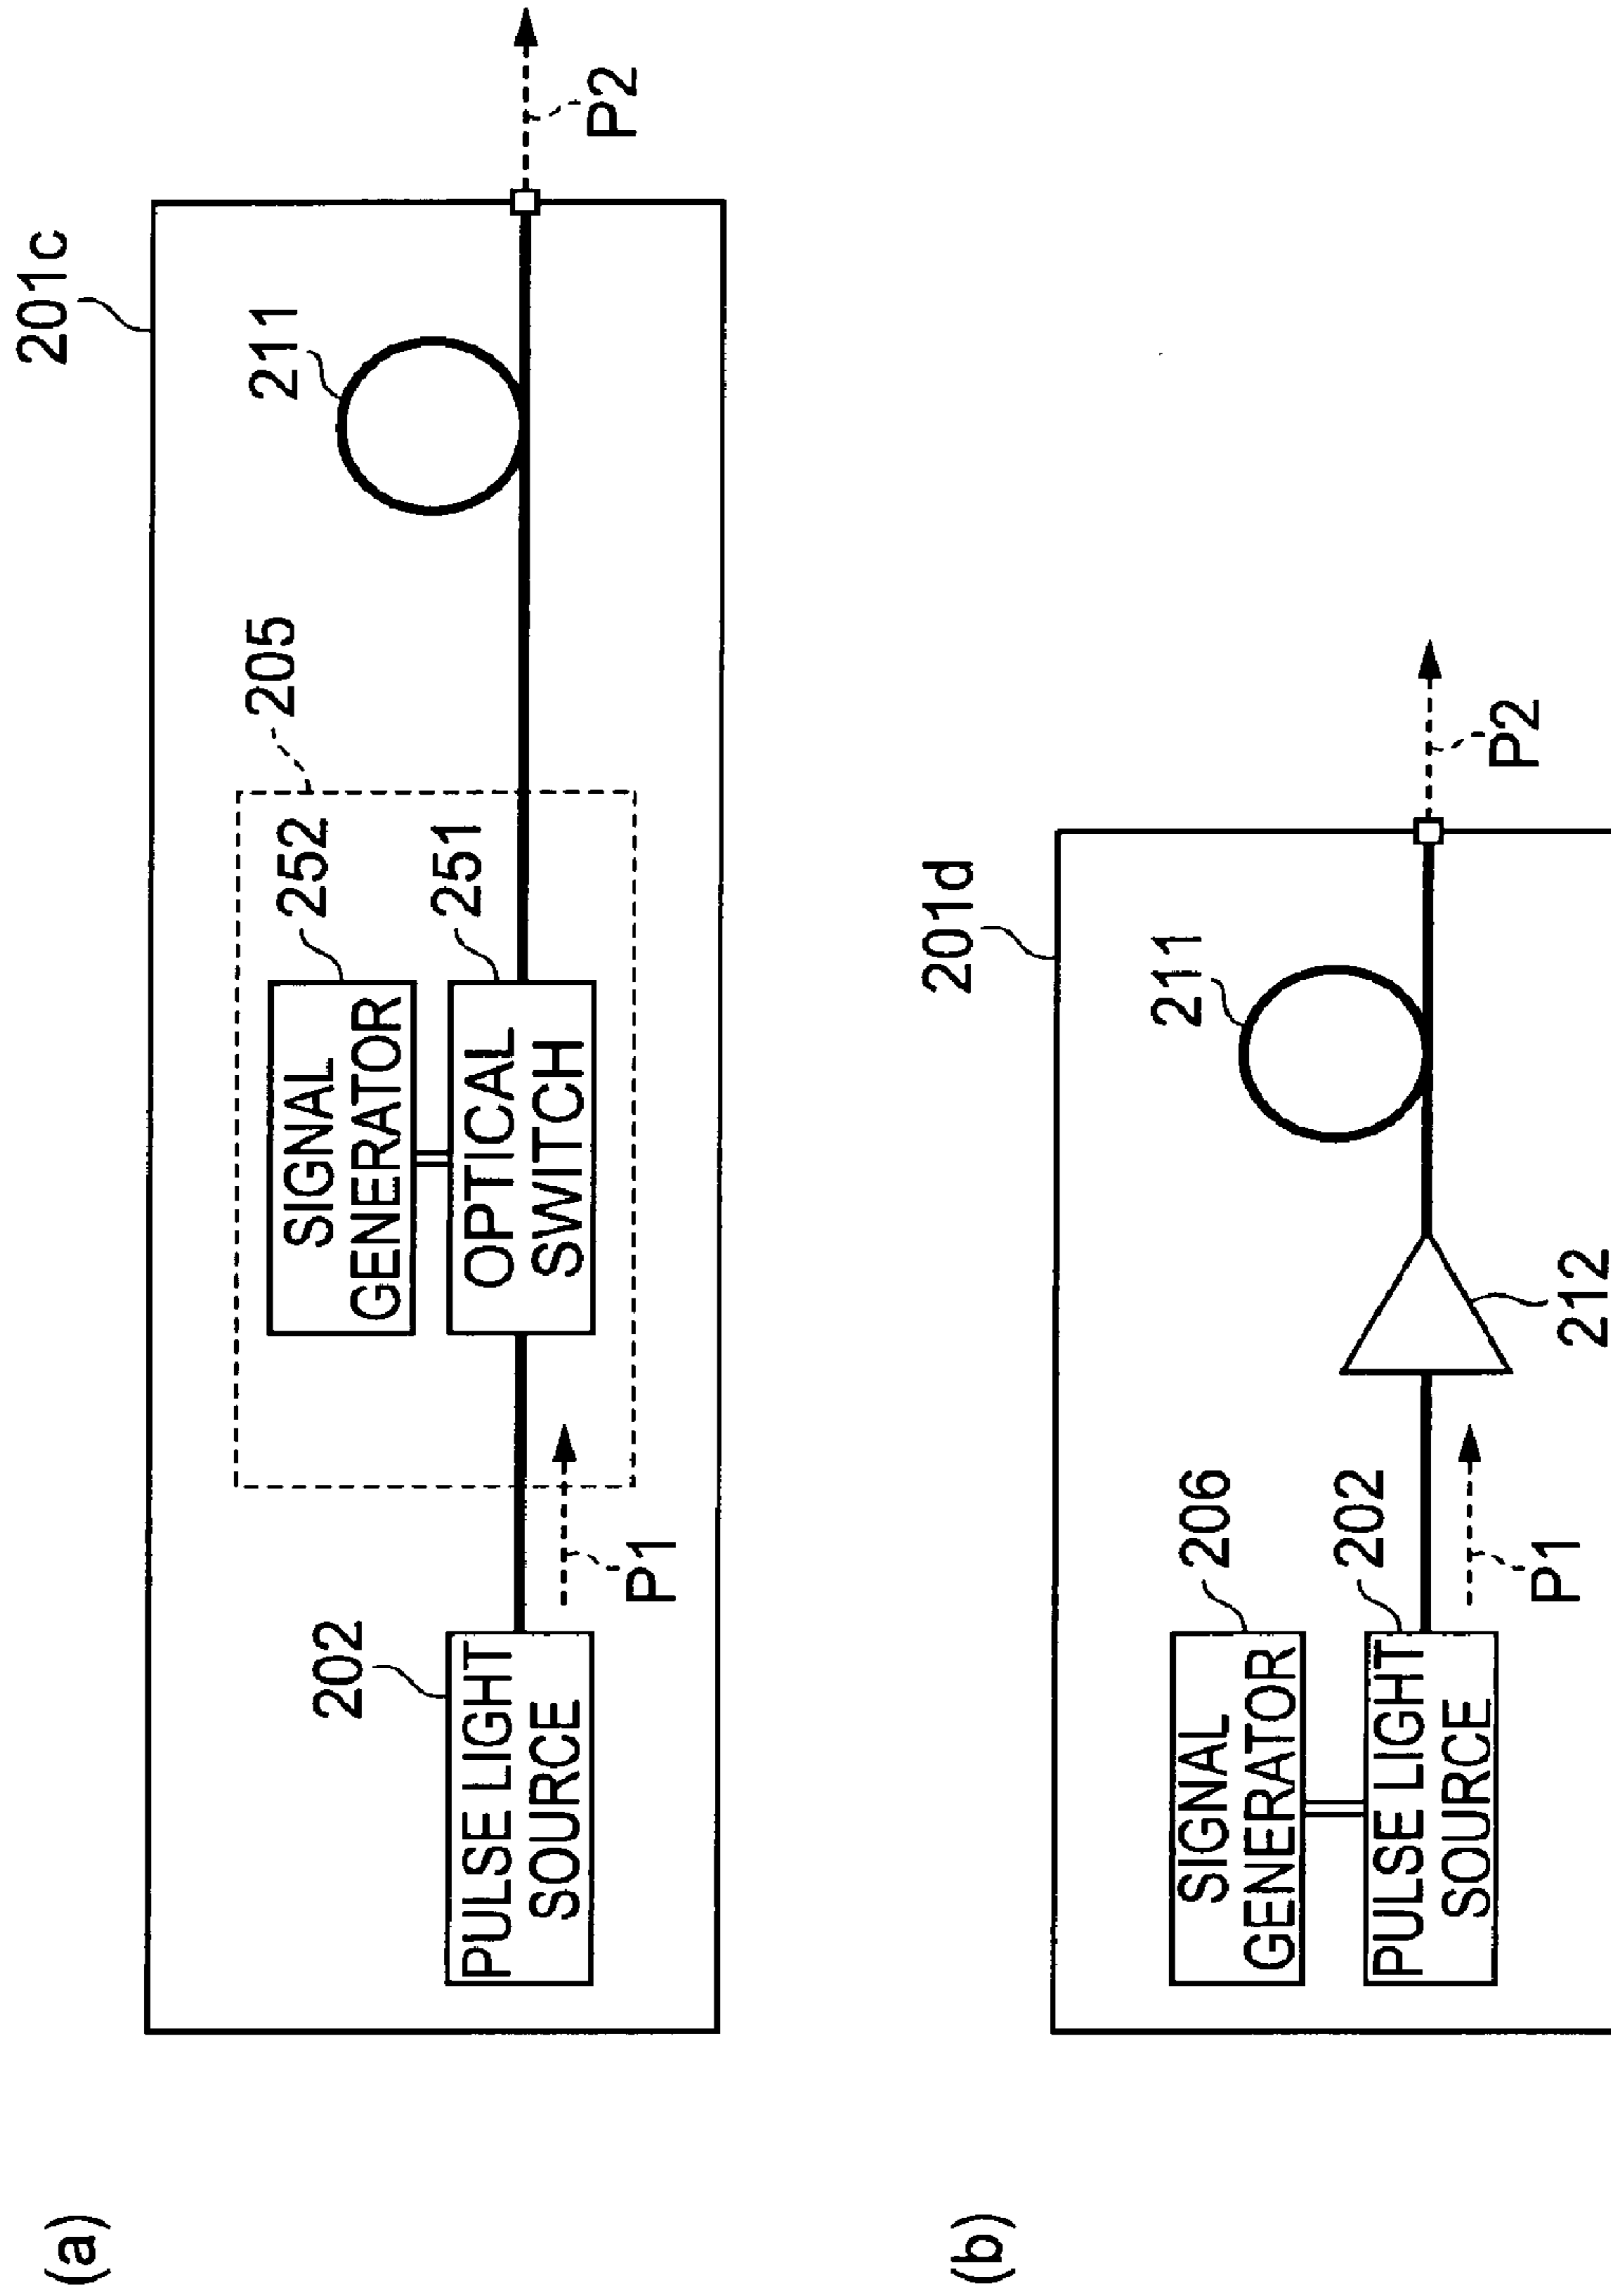 (a)
201c
211
205
252
251
SIGNAL
GENERATOR
OPTICAL
SWITCH
202
PULSE LIGHT
SOURCE
P1
P2
(b)
201d
211
206
202
SIGNAL
GENERATOR
PULSE LIGHT
SOURCE
212
P1
P2